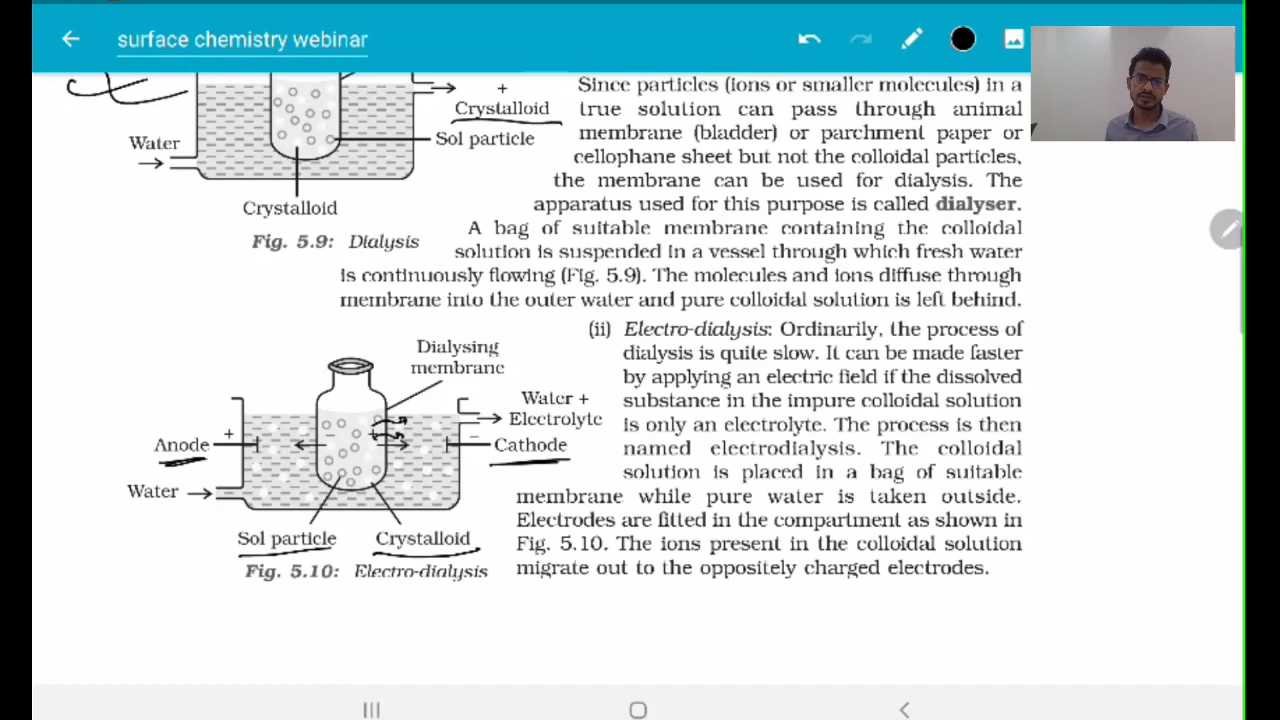 surface chemistry webinar
+
Crystalloid
Sol particle
Water
Crystalloid
Fig. 5.9: Dialysis
Since particles (ions or smaller molecules) in a
true solution can pass through animal
membrane (bladder) or parchment paper or
cellophane sheet but not the colloidal particles,
the membrane can be used for dialysis. The
apparatus used for this purpose is called dialyser.
A bag of suitable membrane containing the colloidal
solution is suspended in a vessel through which fresh water
is continuously flowing (Fig. 5.9). The molecules and ions diffuse through
membrane into the outer water and pure colloidal solution is left behind.
Dialysing
membrane
Water +
Electrolyte
Anode
+
–
+
–
Cathode
Water
Sol particle
Crystalloid
Fig. 5.10: Electro-dialysis
(ii) Electro-dialysis: Ordinarily, the process of
dialysis is quite slow. It can be made faster
by applying an electric field if the dissolved
substance in the impure colloidal solution
is only an electrolyte. The process is then
named electrodialysis. The colloidal
solution is placed in a bag of suitable
membrane while pure water is taken outside.
Electrodes are fitted in the compartment as shown in
Fig. 5.10. The ions present in the colloidal solution
migrate out to the oppositely charged electrodes.